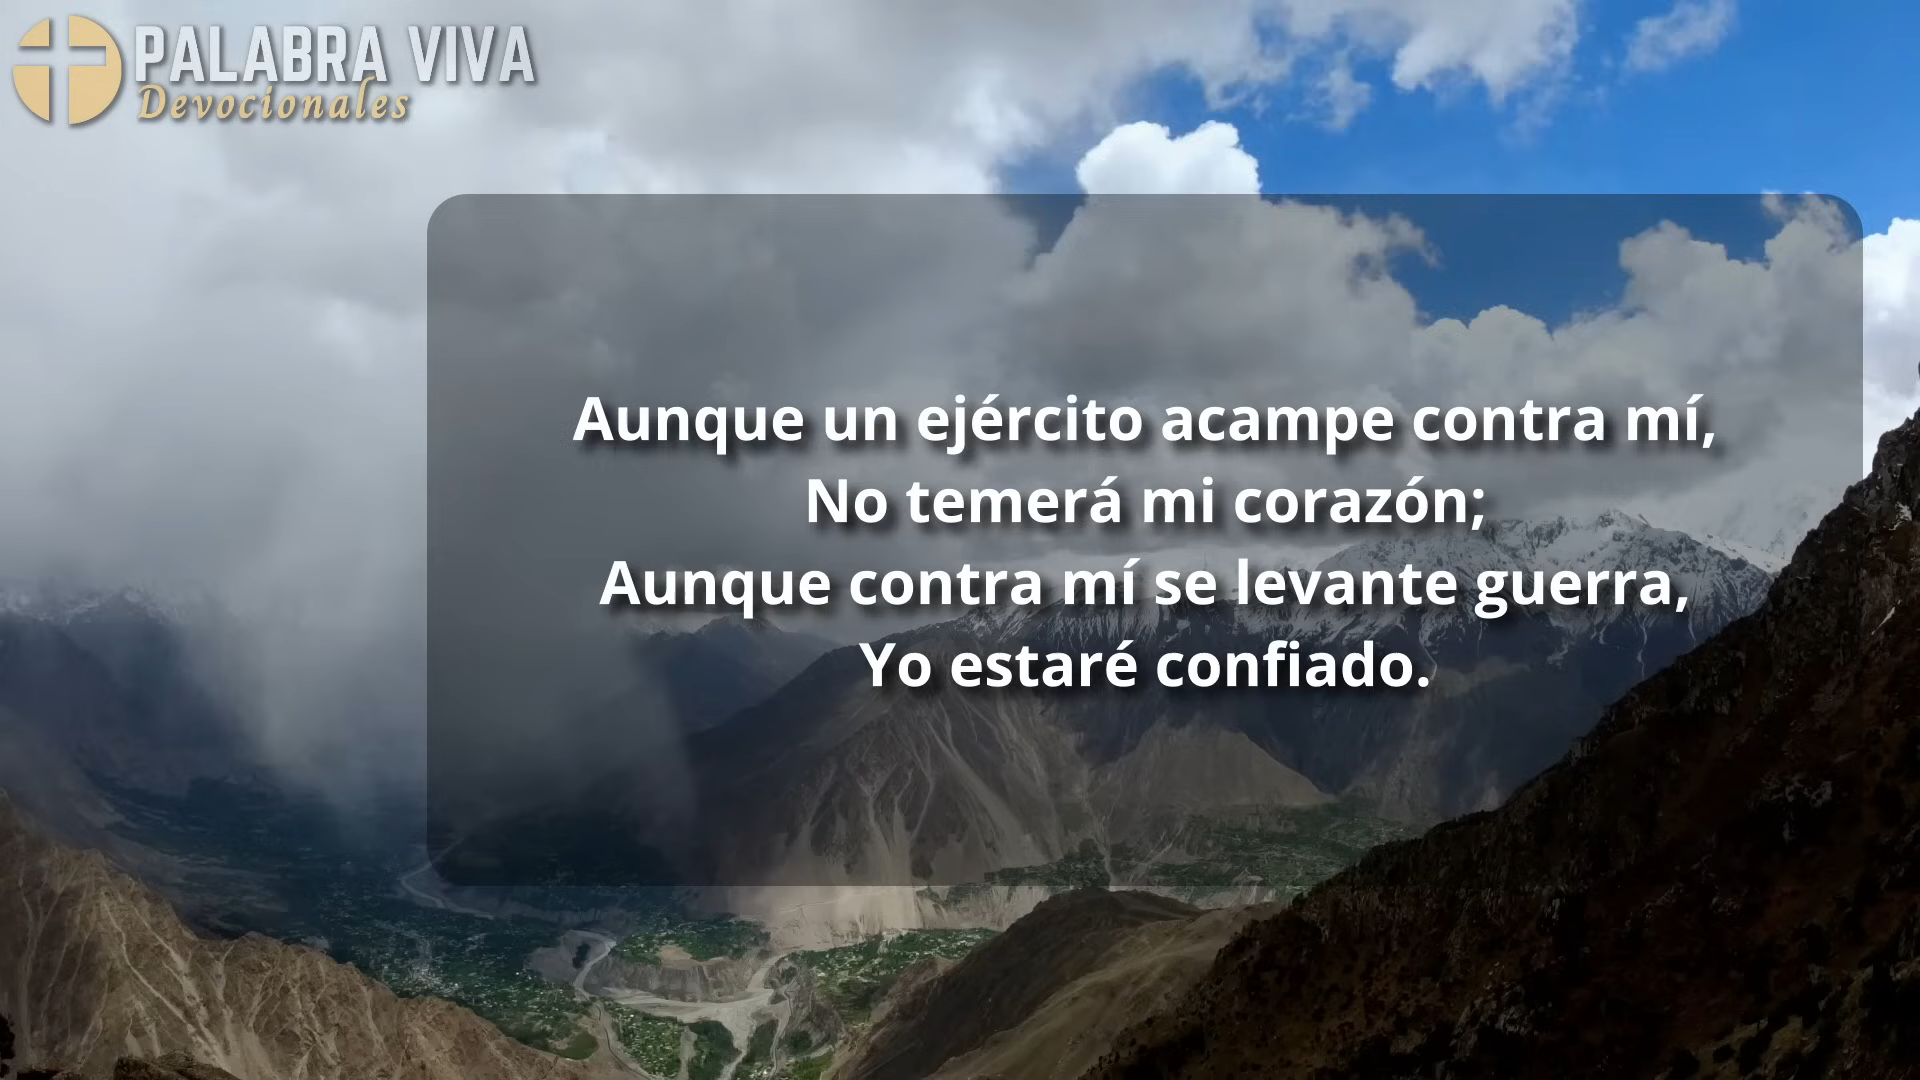 PALABRA VIVA
Devocionales
Aunque un ejército acampe contra mí,
No temerá mi corazón;
Aunque contra mí se levante guerra,
Yo estaré confiado.